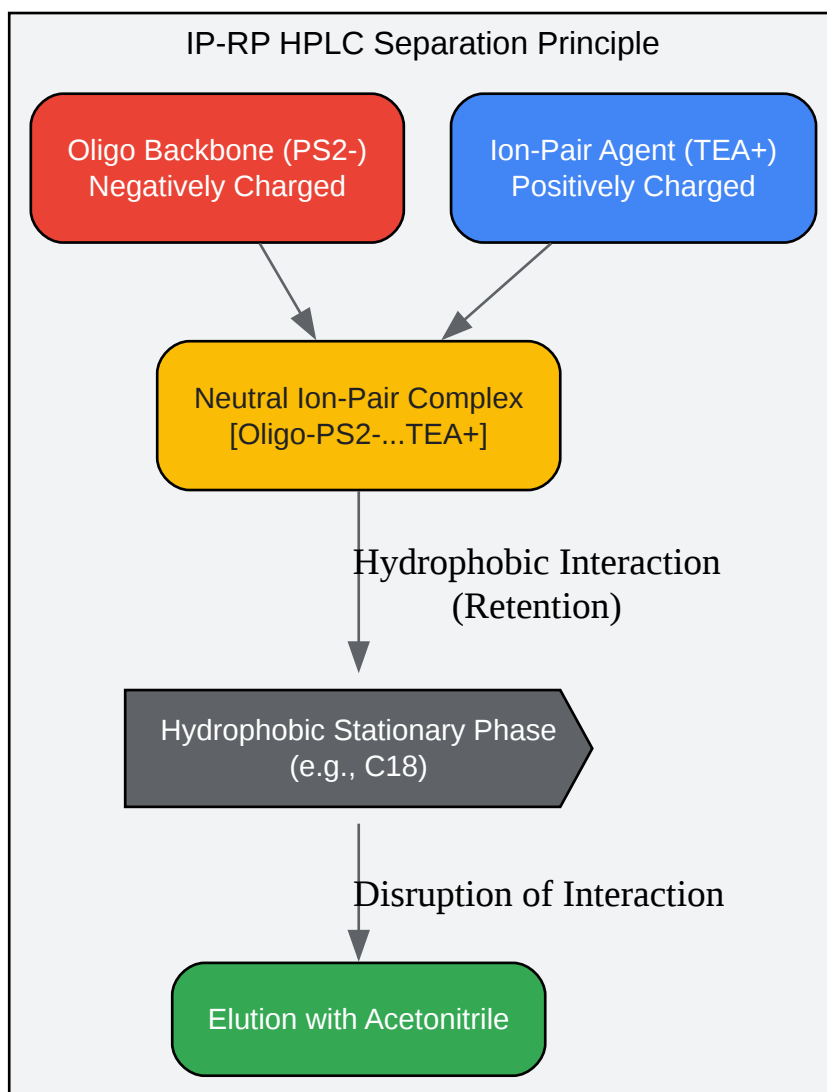 IP-RP HPLC Separation Principle
Oligo Backbone (PS2-)
Negatively Charged
Ion-Pair Agent (TEA+)
Positively Charged
Neutral Ion-Pair Complex
[Oligo-PS2-...TEA+]
Hydrophobic Interaction
(Retention)
Hydrophobic Stationary Phase
(e.g., C18)
Disruption of Interaction
Elution with Acetonitrile